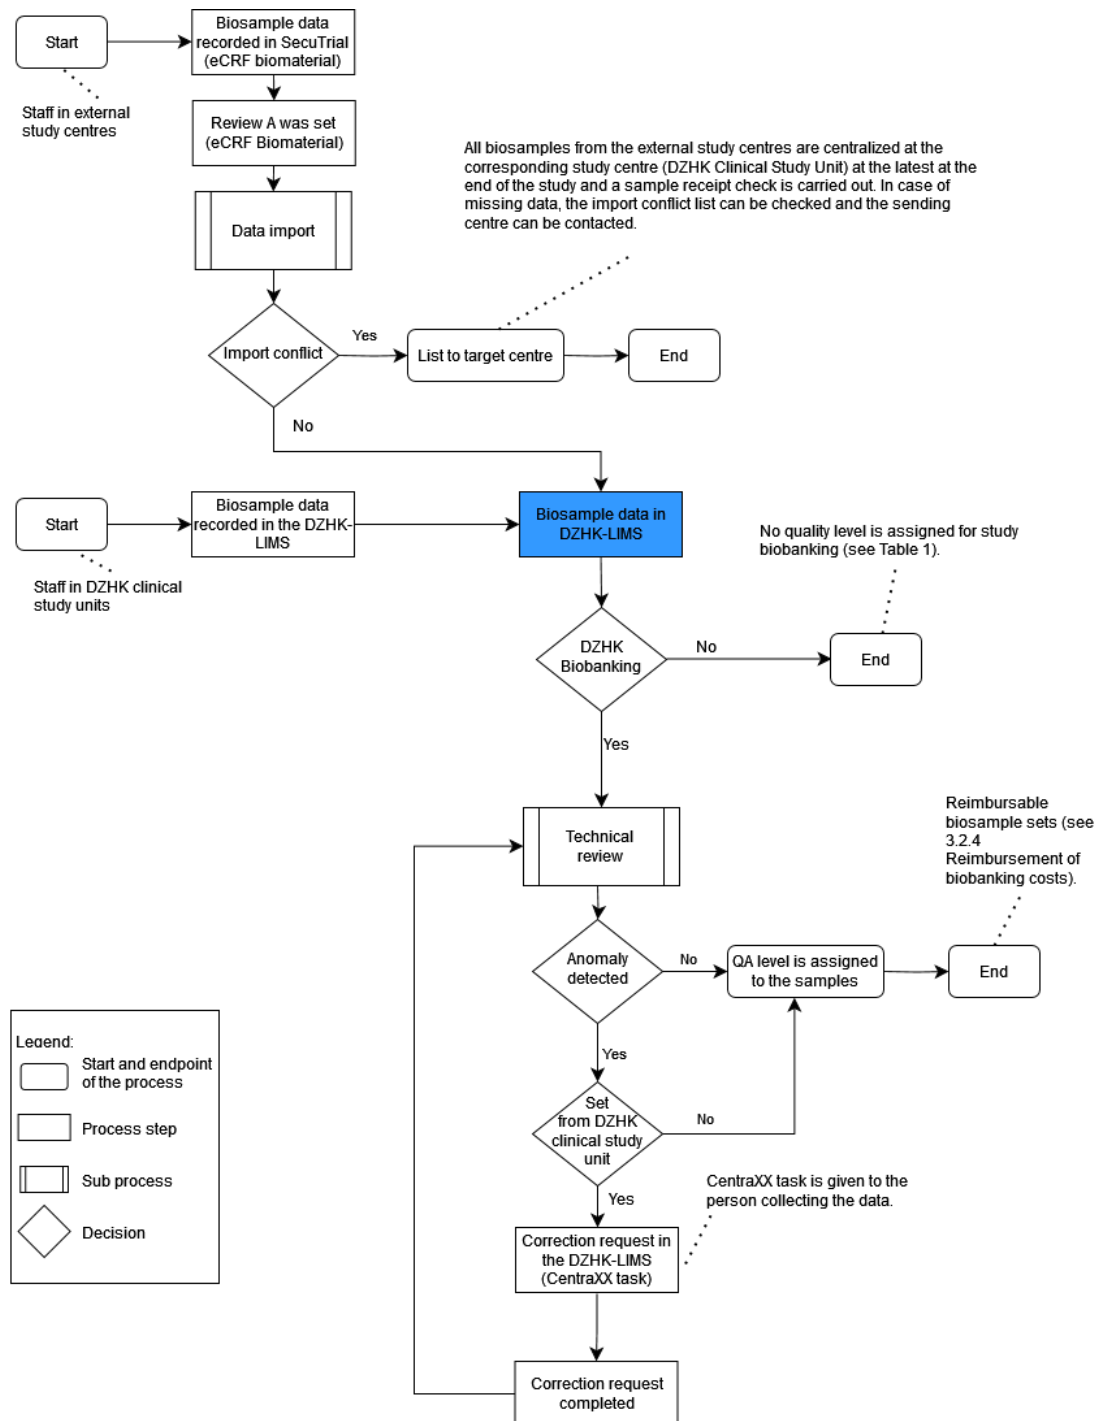 Start
Biosample data
recorded in SecuTrial
(eCRF biomaterial)
Staff in external
study centres
Review A was set
(eCRF Biomaterial)
All biosamples from the external study centres are centralized at the
corresponding study centre (DZHK Clinical Study Unit) at the latest at the
end of the study and a sample receipt check is carried out. In case of
missing data, the import conflict list can be checked and the sending
centre can be contacted.
Data import
Import conflict
Yes
List to target centre
End
No
Start
Biosample data
recorded in the DZHK-
LIMS
Biosample data in
DZHK-LIMS
Staff in DZHK clinical
study units
No quality level is assigned for study
biobanking (see Table 1).
DZHK
Biobanking
No
End
Yes
Technical
review
Reimbursable
biosample sets (see
3.2.4
Reimbursement of
biobanking costs).
Anomaly
detected
No
QA level is assigned
to the samples
End
Yes
Set
from DZHK
clinical study
unit
No
Yes
CentraXX task is given to the
person collecting the data.
Correction request in
the DZHK-LIMS
(CentraXX task)
Correction request
completed
Legend:
Start and endpoint
of the process
Process step
Sub process
Decision